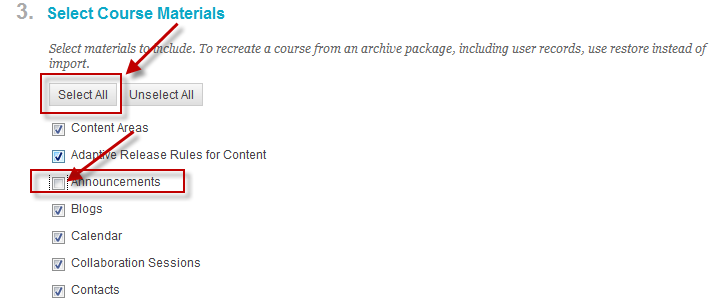 3. Select Course Materials
Select materials to include. To recreate a course from an archive package, including user records, use restore instead of
import.
Select All Unselect All
Content Areas
Adaptive Release Rules for Content
Announcements
Blogs
Calendar
Collaboration Sessions
Contacts